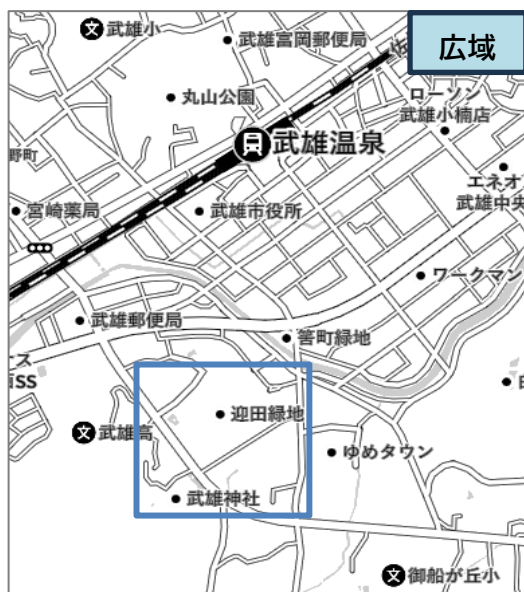 広域
武雄小
武雄富岡郵便局
丸山公園
ローソン
武雄小楠店
武雄温泉
野町
エネオ
武雄中央
宮崎薬局
武雄市役所
ワークマン
武雄郵便局
筈町緑地
SS
迎田緑地
武雄高
ゆめタウン
武雄神社
御船が丘小